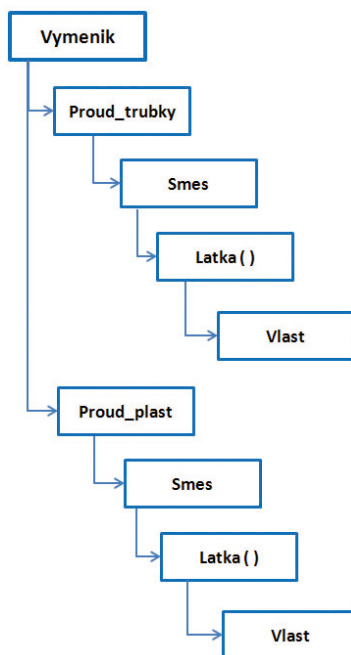 Vymenik
Proud_trubky
Smes
Latka ( )
Vlast
Proud_plast
Smes
Latka ( )
Vlast